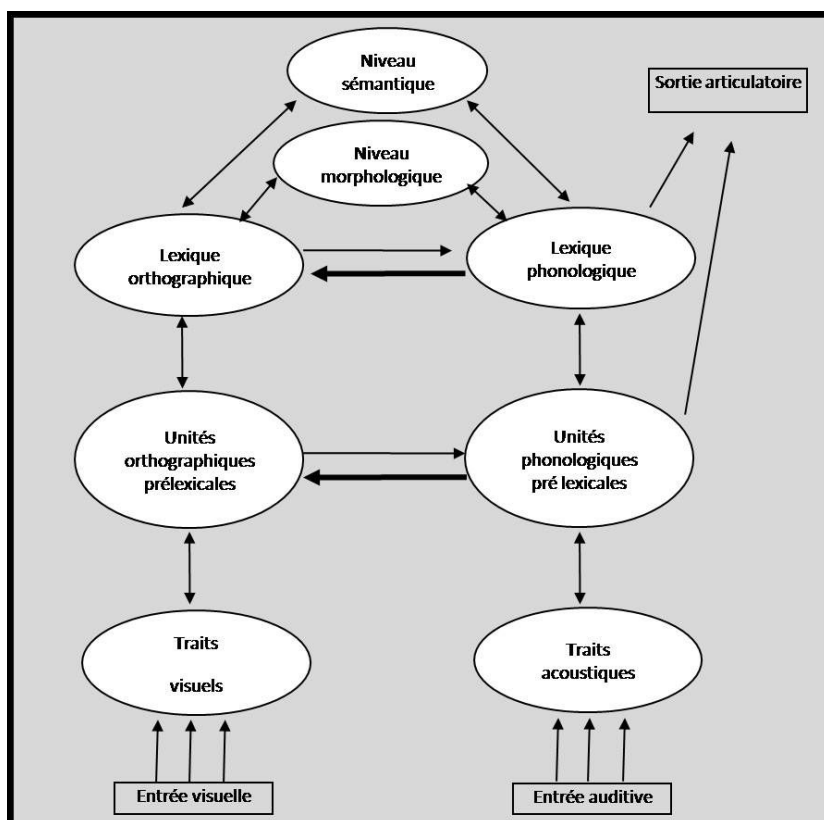 Niveau
sémantique
Sortie articulatoire
Niveau
morphologique
Lexique
orthographique
Lexique
phonologique
Unités
orthographiques
prélexicales
Unités
phonologiques
pré lexicales
Traits
visuels
Traits
acoustiques
Entrée visuelle
Entrée auditive